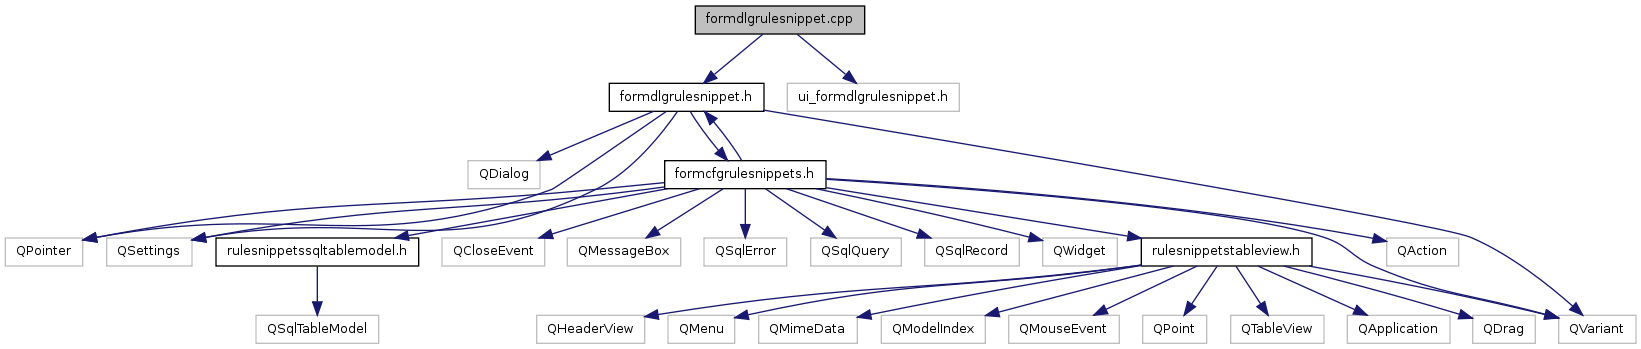 formdlgrulesnippet.cpp
formdlgrulesnippet.h
ui_formdlgrulesnippet.h
QDialog
formcfgrulesnippets.h
QPointer
QSettings
rulesnippetssqltablemodel.h
QCloseEvent
QMessageBox
QSqlError
QSqlQuery
QSqlRecord
QWidget
rulesnippetstableview.h
QAction
QSqlTableModel
QHeaderView
QMenu
QMimeData
QModelIndex
QMouseEvent
QPoint
QTableView
QApplication
QDrag
QVariant